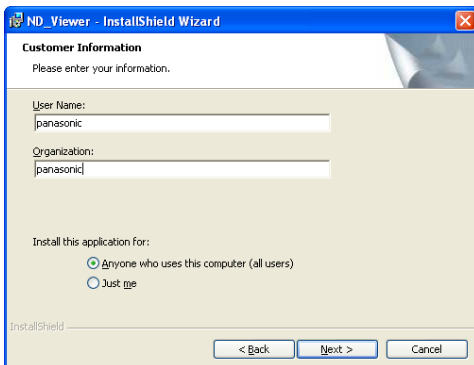 ND_Viewer - InstallShield Wizard
Customer Information
Please enter your information.
User Name:
panasonic
Organization:
panasonic
Install this application for:
Anyone who uses this computer (all users)
Just me
InstallShield
< Back Next > Cancel